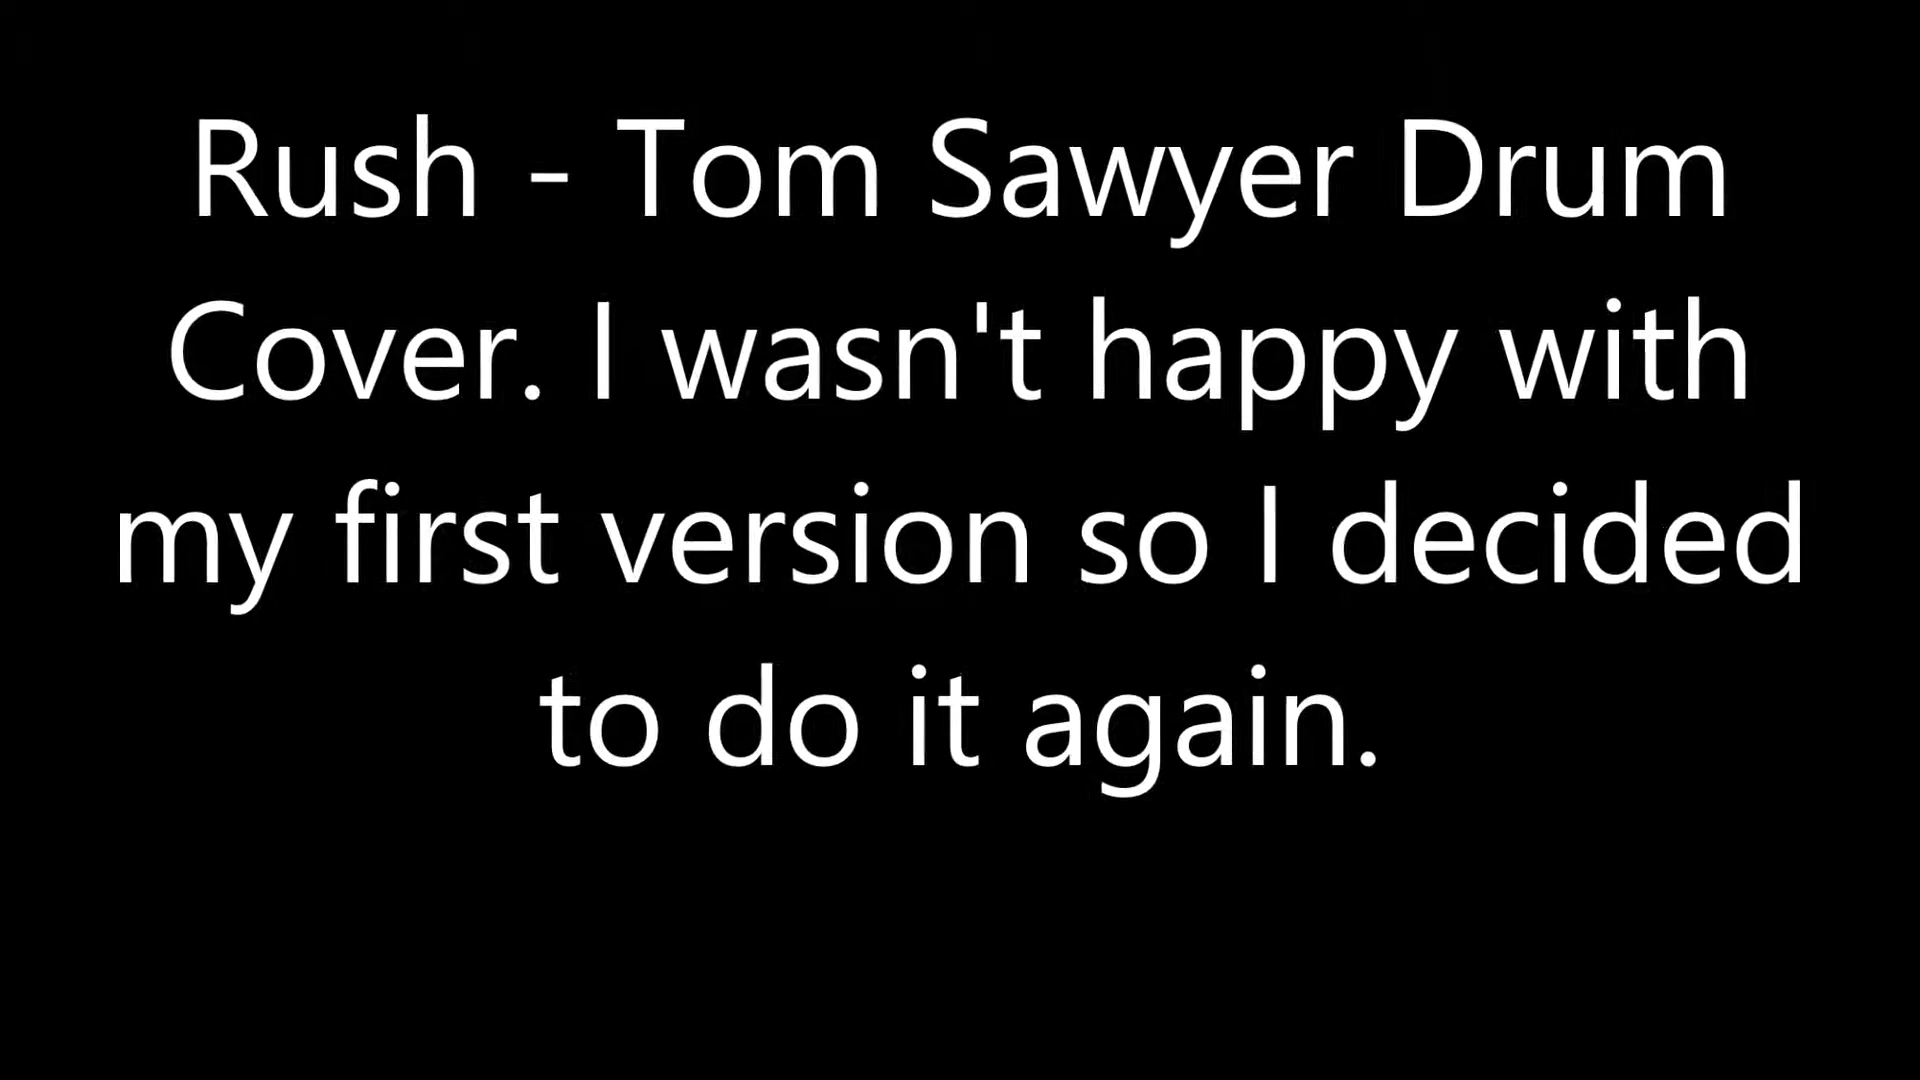 Rush - Tom Sawyer Drum
Cover. I wasn't happy with
my first version so I decided
to do it again.